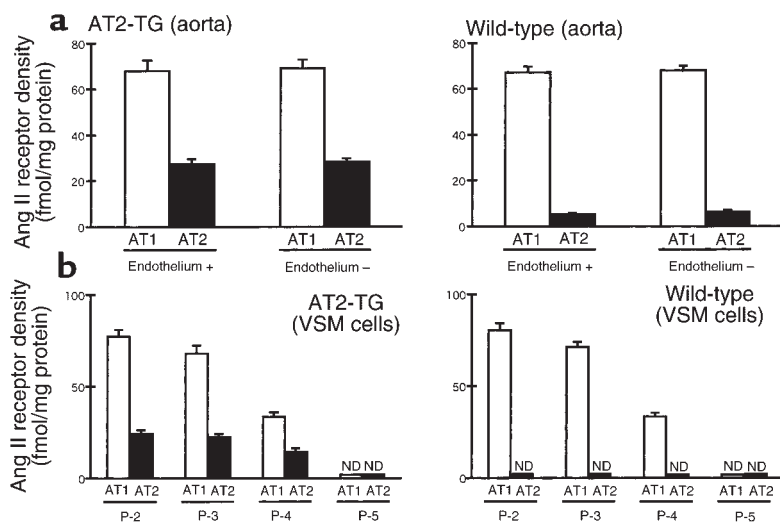 a AT2-TG (aorta)
Wild-type (aorta)
Ang II receptor density
(fmol/mg protein)
80
60
40
20
0
AT1 AT2 AT1 AT2
Endothelium + Endothelium –
80
60
40
20
0
AT1 AT2 AT1 AT2
Endothelium + Endothelium –
b
AT2-TG
(VSM cells)
Ang II receptor density
(fmol/mg protein)
100
50
0
ND ND
AT1 AT2 AT1 AT2 AT1 AT2 AT1 AT2
P-2 P-3 P-4 P-5
Wild-type
(VSM cells)
100
50
0
ND ND ND ND ND
AT1 AT2 AT1 AT2 AT1 AT2 AT1 AT2
P-2 P-3 P-4 P-5